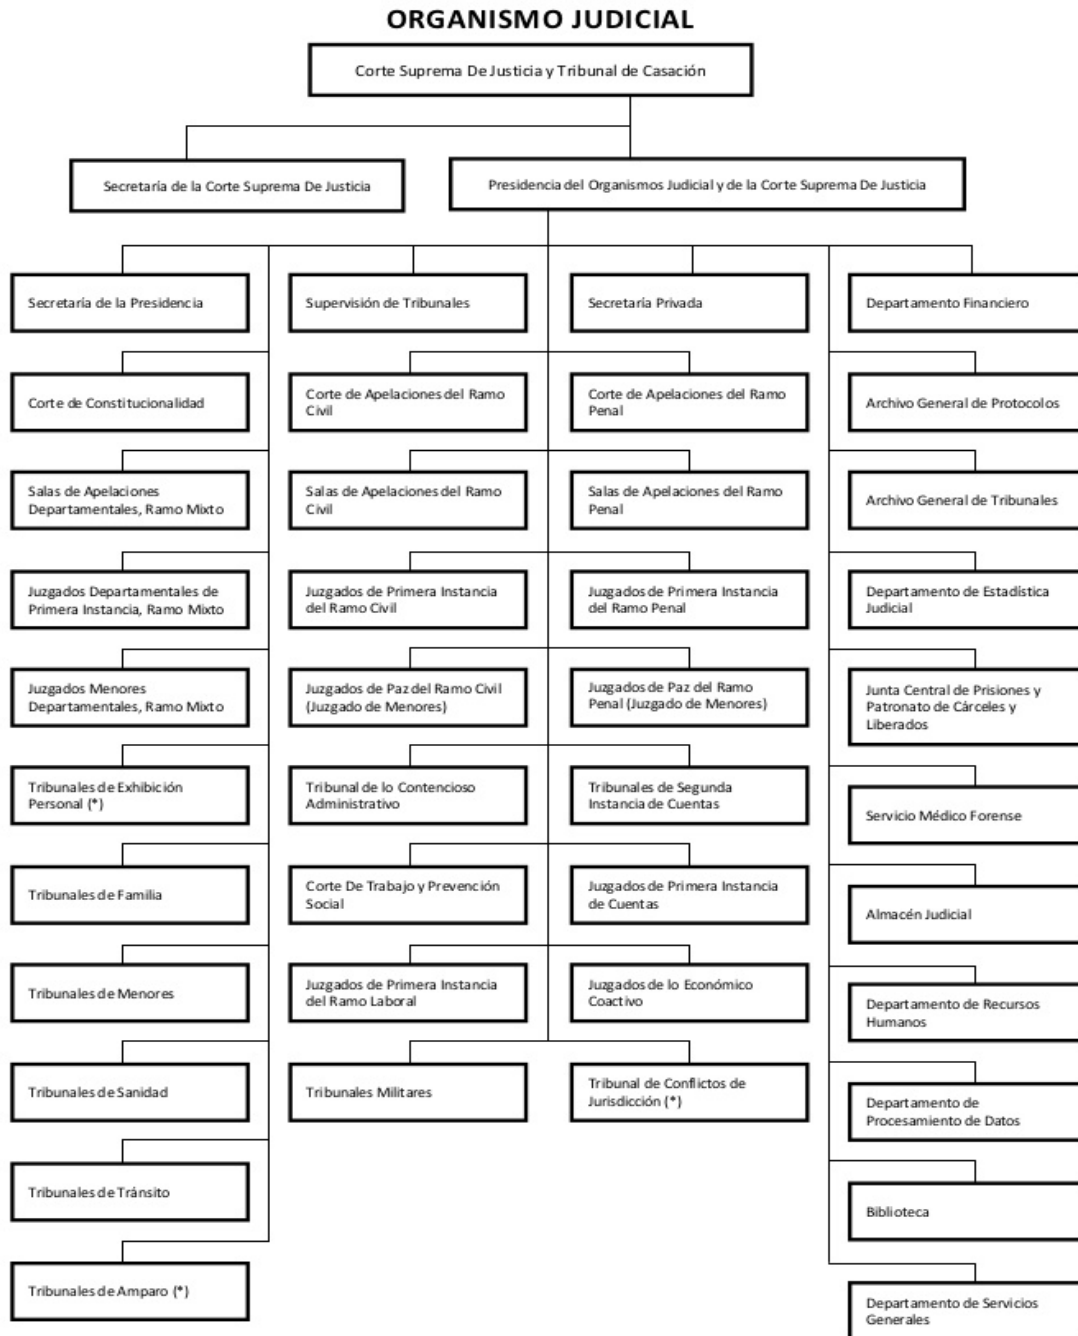 ORGANISMO JUDICIAL
Corte Suprema De Justicia y Tribunal de Casación
Secretaría de la Corte Suprema De Justicia
Presidencia del Organismos Judicial y de la Corte Suprema De Justicia
Secretaría de la Presidencia
Supervisión de Tribunales
Secretaría Privada
Departamento Financiero
Corte de Constitucionalidad
Corte de Apelaciones del Ramo
Civil
Corte de Apelaciones del Ramo
Penal
Archivo General de Protocolos
Salas de Apelaciones
Departamentales, Ramo Mixto
Salas de Apelaciones del Ramo
Civil
Salas de Apelaciones del Ramo
Penal
Archivo General de Tribunales
Juzgados Departamentales de
Primera Instancia, Ramo Mixto
Juzgados de Primera Instancia
del Ramo Civil
Juzgados de Primera Instancia
del Ramo Penal
Departamento de Estadística
Judicial
Juzgados Menores
Departamentales, Ramo Mixto
Juzgados de Paz del Ramo Civil
(Juzgado de Menores)
Juzgados de Paz del Ramo
Penal (Juzgado de Menores)
Junta Central de Prisiones y
Patronato de Cárceles y
Liberados
Tribunales de Exhibición
Personal (*)
Tribunal de lo Contencioso
Administrativo
Tribunales de Segunda
Instancia de Cuentas
Servicio Médico Forense
Tribunales de Familia
Corte De Trabajo y Prevención
Social
Juzgados de Primera Instancia
de Cuentas
Almacén Judicial
Tribunales de Menores
Juzgados de Primera Instancia
del Ramo Laboral
Juzgados de lo Económico
Coactivo
Departamento de Recursos
Humanos
Tribunales de Sanidad
Tribunales Militares
Tribunal de Conflictos de
Jurisdicción (*)
Departamento de
Procesamiento de Datos
Tribunales de Tránsito
Biblioteca
Tribunales de Amparo (*)
Departamento de Servicios
Generales